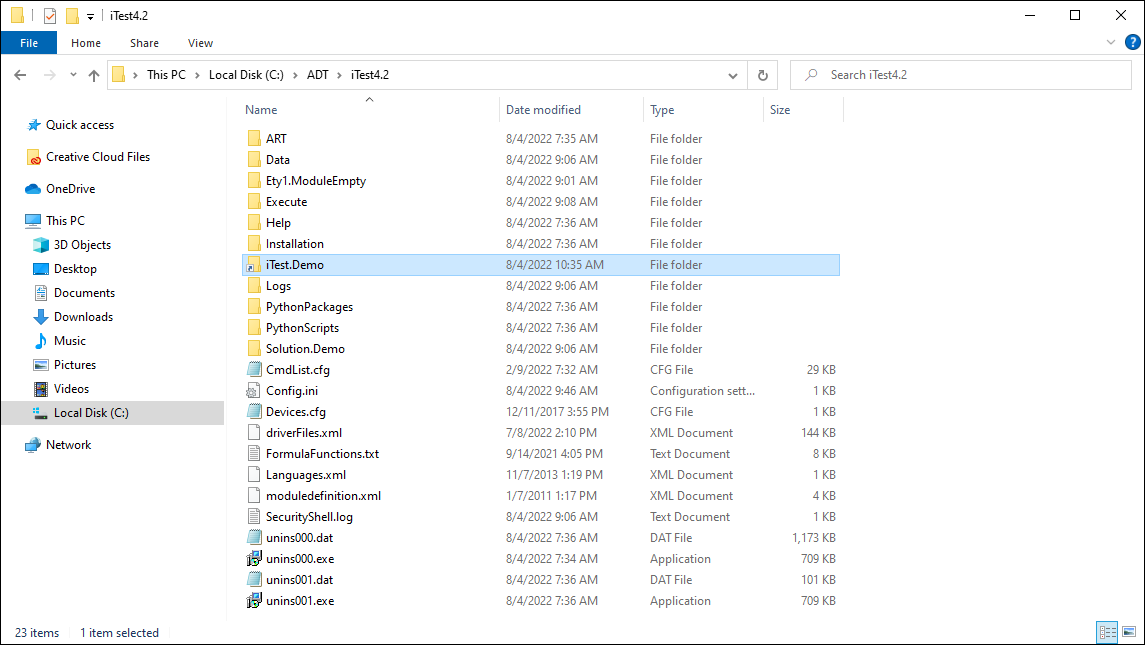 iTest4.2
File Home Share View
This PC Local Disk (C:) ADT iTest4.2 Search iTest4.2
Quick access
Creative Cloud Files
OneDrive
This PC
3D Objects
Desktop
Documents
Downloads
Music
Pictures
Videos
Local Disk (C:)
Network
Name Date modified Type Size
ART 8/4/2022 7:35 AM File folder
Data 8/4/2022 9:06 AM File folder
Ety1.ModuleEmpty 8/4/2022 9:01 AM File folder
Execute 8/4/2022 9:08 AM File folder
Help 8/4/2022 7:36 AM File folder
Installation 8/4/2022 7:36 AM File folder
iTest.Demo 8/4/2022 10:35 AM File folder
Logs 8/4/2022 9:06 AM File folder
PythonPackages 8/4/2022 7:36 AM File folder
PythonScripts 8/4/2022 7:36 AM File folder
Solution.Demo 8/4/2022 9:06 AM File folder
CmdList.cfg 2/9/2022 7:32 AM CFG File 29 KB
Config.ini 8/4/2022 9:46 AM Configuration sett... 1 KB
Devices.cfg 12/11/2017 3:55 PM CFG File 1 KB
driverFiles.xml 7/8/2022 2:10 PM XML Document 144 KB
FormulaFunctions.txt 9/14/2021 4:05 PM Text Document 8 KB
Languages.xml 11/7/2013 1:19 PM XML Document 1 KB
moduledefinition.xml 1/7/2011 1:17 PM XML Document 4 KB
SecurityShell.log 8/4/2022 9:06 AM Text Document 1 KB
unins000.dat 8/4/2022 7:36 AM DAT File 1,173 KB
unins000.exe 8/4/2022 7:34 AM Application 709 KB
unins001.dat 8/4/2022 7:36 AM DAT File 101 KB
unins001.exe 8/4/2022 7:36 AM Application 709 KB
23 items 1 item selected